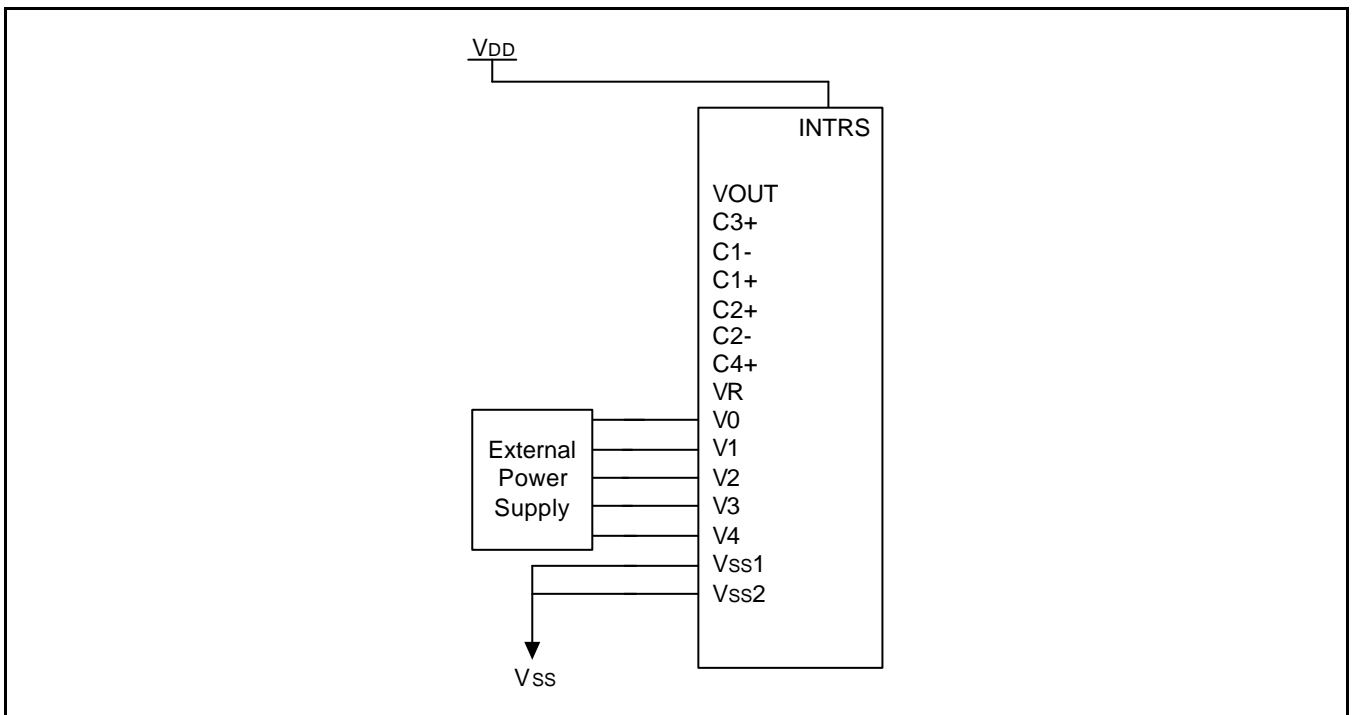 VDD
INTRS
VOUT
C3+
C1-
C1+
C2+
C2-
C4+
VR
V0
V1
V2
V3
V4
VSS1
VSS2
External
Power
Supply
VSS